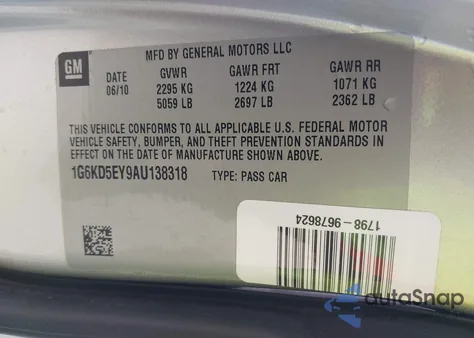 MFD BY GENERAL MOTORS LLC
GM
DATE GVWR GAWR FRT GAWR RR
06/10 2295 KG 1224 KG 1071 KG
5059 LB 2697 LB 2362 LB
THIS VEHICLE CONFORMS TO ALL APPLICABLE U.S. FEDERAL MOTOR
VEHICLE SAFETY, BUMPER, AND THEFT PREVENTION STANDARDS IN
EFFECT ON THE DATE OF MANUFACTURE SHOWN ABOVE.
1G6KD5EY9AU138318 TYPE: PASS CAR
1798-9678624
autoSnap